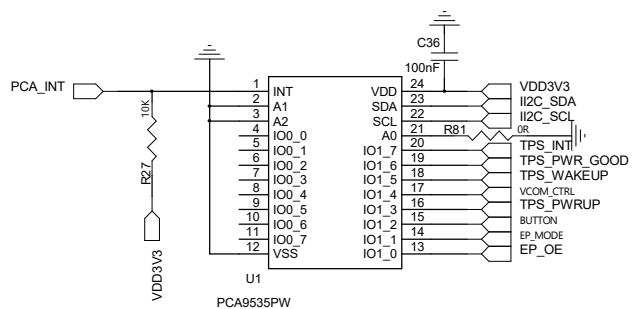 C36
100nF
PCA_INT
10K
R27
VDD3V3
1 INT
2 A1
3 A2
4 IO0_0
5 IO0_1
6 IO0_2
7 IO0_3
8 IO0_4
9 IO0_5
10 IO0_6
11 IO0_7
12 VSS
VDD 24 VDD3V3
SDA 23 II2C_SDA
SCL 22 II2C_SCL
A0 21 R81 0R
IO1_7 20 TPS_INT
IO1_6 19 TPS_PWR_GOOD
IO1_5 18 TPS_WAKEUP
IO1_4 17 VCOM_CTRL
IO1_3 16 TPS_PWRUP
IO1_2 15 BUTTON
IO1_1 14 EP_MODE
IO1_0 13 EP_OE
U1
PCA9535PW